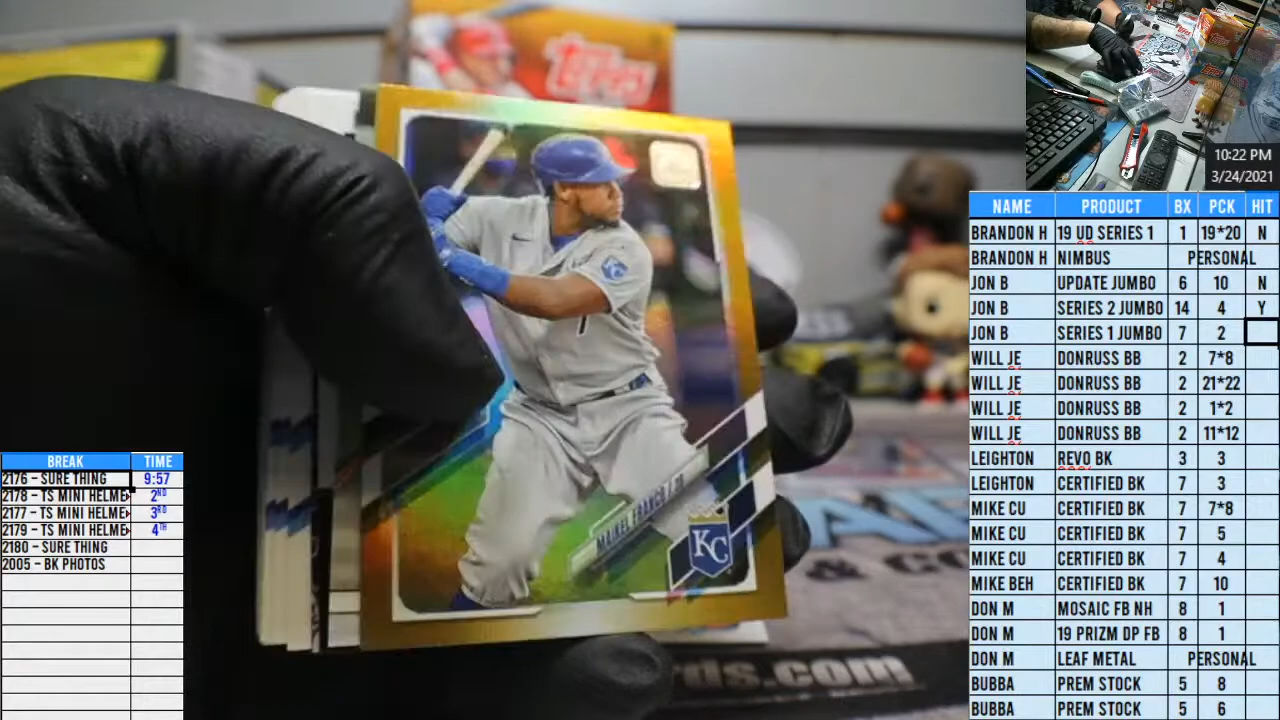 topps
MAIKEL FRANCO / 3B
KC
rds.com
10:22 PM
3/24/2021
NAME PRODUCT BX PCK HIT
BRANDON H 19 UD SERIES 1 1 19*20 N
BRANDON H NIMBUS PERSONAL
JON B UPDATE JUMBO 6 10 N
JON B SERIES 2 JUMBO 14 4 Y
JON B SERIES 1 JUMBO 7 2
WILL JE DONRUSS BB 2 7*8
WILL JE DONRUSS BB 2 21*22
WILL JE DONRUSS BB 2 1*2
WILL JE DONRUSS BB 2 11*12
LEIGHTON REVO BK 3 3
LEIGHTON CERTIFIED BK 7 3
MIKE CU CERTIFIED BK 7 7*8
MIKE CU CERTIFIED BK 7 5
MIKE CU CERTIFIED BK 7 4
MIKE BEH CERTIFIED BK 7 10
DON M MOSAIC FB NH 8 1
DON M 19 PRIZM DP FB 8 1
DON M LEAF METAL PERSONAL
BUBBA PREM STOCK 5 8
BUBBA PREM STOCK 5 6
BREAK TIME
2176 - SURE THING 9:57
2178 - TS MINI HELME 2ND
2177 - TS MINI HELME 3RD
2179 - TS MINI HELME 4TH
2180 - SURE THING
2005 - BK PHOTOS